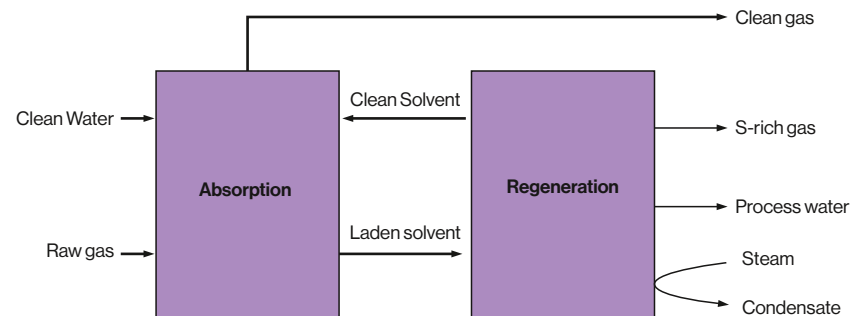 Clean gas
Clean Water
Clean Solvent
S-rich gas
Absorption
Regeneration
Process water
Raw gas
Laden solvent
Steam
Condensate